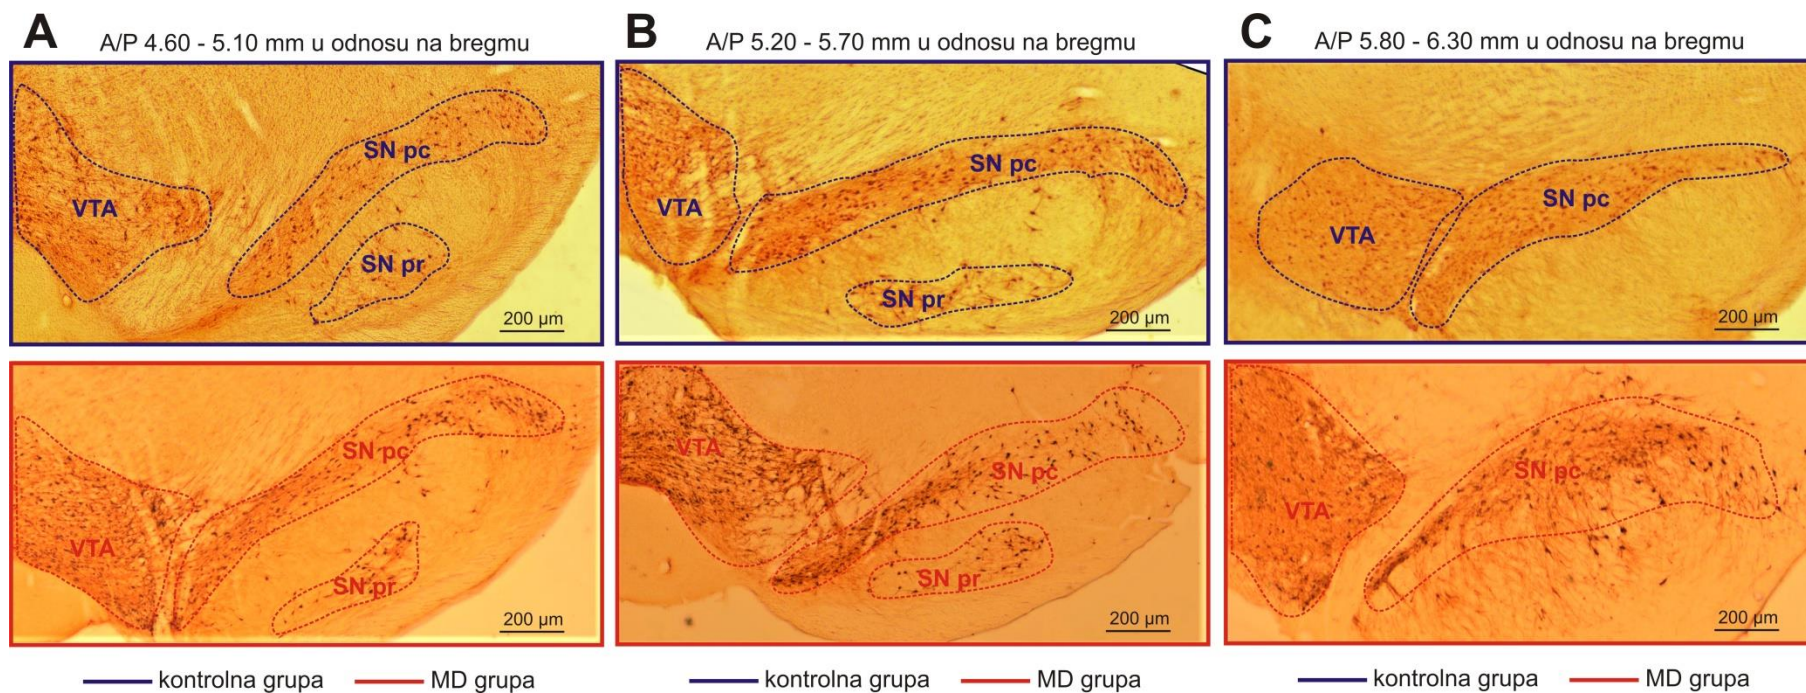 A
A/P 4.60 - 5.10 mm u odnosu na bregmu
SN pc
VTA
SN pr
200 µm
SN pc
VTA
SN pr
200 µm
kontrolna grupa
MD grupa
B
A/P 5.20 - 5.70 mm u odnosu na bregmu
SN pc
VTA
SN pr
200 µm
VTA
SN pc
SN pr
200 µm
kontrolna grupa
MD grupa
C
A/P 5.80 - 6.30 mm u odnosu na bregmu
SN pc
VTA
200 µm
SN pc
VTA
200 µm
kontrolna grupa
MD grupa